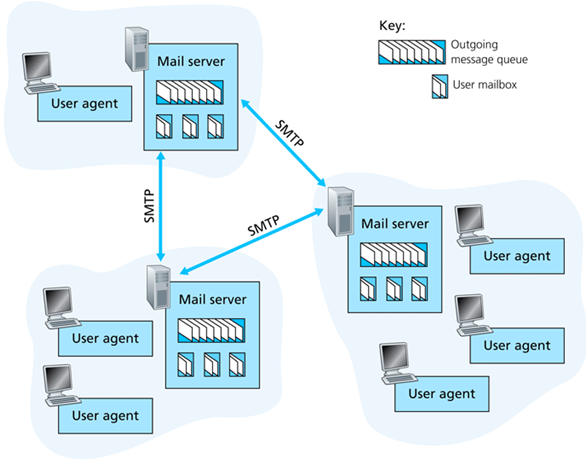 Key:
Outgoing
message queue
User mailbox
Mail server
User agent
SMTP
SMTP
SMTP
Mail server
User agent
User agent
User agent
Mail server
User agent
User agent